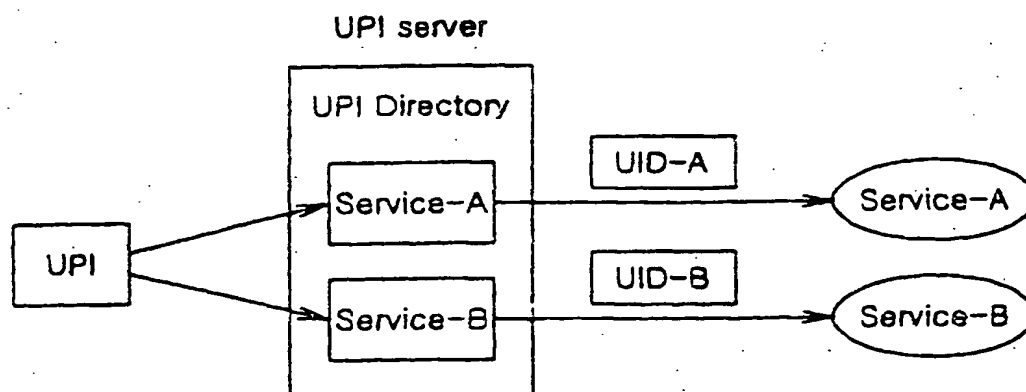 UPI server
UPI Directory
UID-A
Service-A
Service-A
UPI
UID-B
Service-B
Service-B